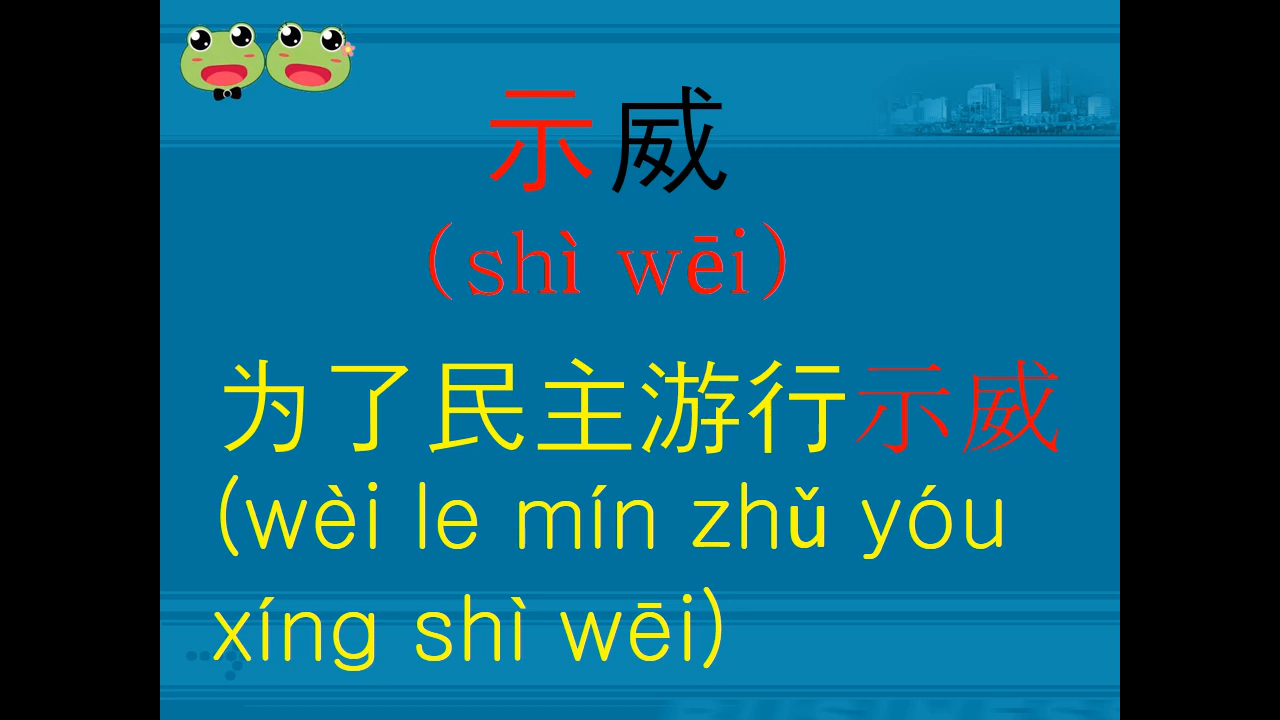 示威
(shì wēi)
为了民主游行示威
(wèi le mín zhǔ yóu
xíng shì wēi)